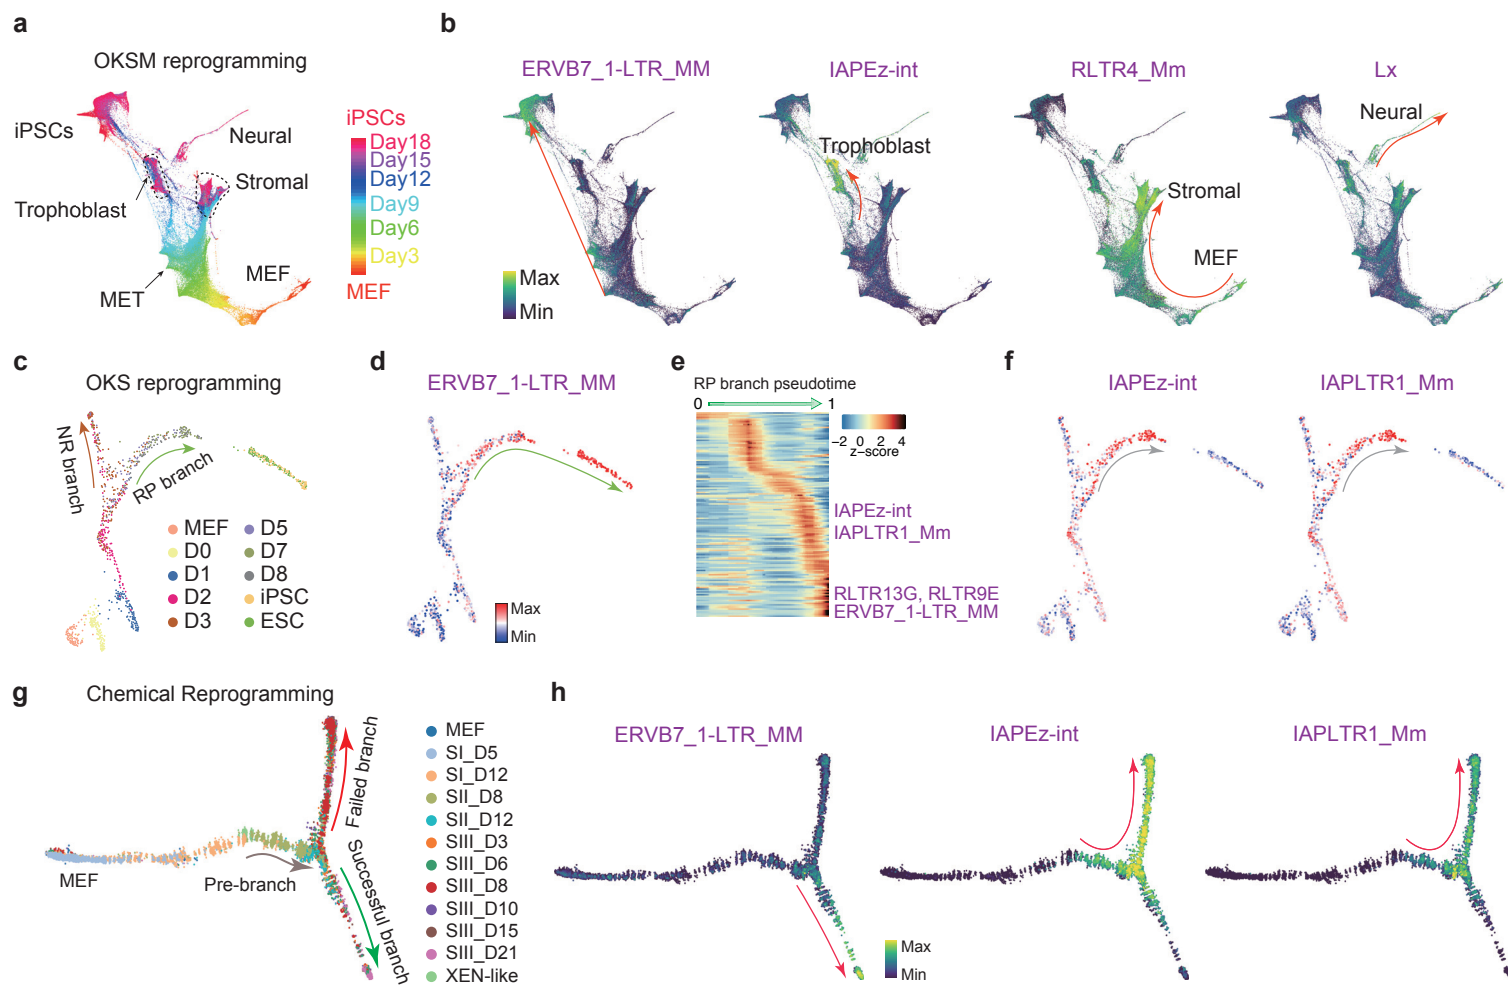 a
OKSM reprogramming
iPSCs
Neural
Stromal
Trophoblast
MET
MEF
iPSCs
Day18
Day15
Day12
Day9
Day6
Day3
MEF
b
ERVB7_1-LTR_MM
IAPEz-int
RLTR4_Mm
Lx
Trophoblast
Stromal
MEF
Neural
Max
Min
c
OKS reprogramming
NR branch
RP branch
MEF
D0
D1
D2
D3
D5
D7
D8
iPSC
ESC
d
ERVB7_1-LTR_MM
Max
Min
e
RP branch pseudotime
0 1
−2 0 2 4
z−score
IAPEz-int
IAPLTR1_Mm
RLTR13G, RLTR9E
ERVB7_1-LTR_MM
f
IAPEz-int
IAPLTR1_Mm
g
Chemical Reprogramming
MEF
Pre-branch
Failed branch
Successful branch
MEF
SI_D5
SI_D12
SII_D8
SII_D12
SIII_D3
SIII_D6
SIII_D8
SIII_D10
SIII_D15
SIII_D21
XEN-like
h
ERVB7_1-LTR_MM
IAPEz-int
IAPLTR1_Mm
Max
Min